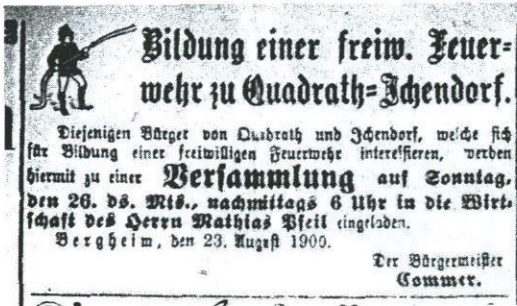 Bildung einer freiw. Feuer=
wehr zu Quadrath=Ichendorf.
Diejenigen Bürger von Quadrath und Ichendorf, welche sich
für Bildung einer freiwilligen Feuerwehr interessieren, werden
hiermit zu einer Versammlung auf Sonntag,
den 26. ds. Mts., nachmittags 6 Uhr in die Wirt=
schaft des Herrn Mathias Pfeil eingeladen.
Bergheim, den 23. August 1900.
Der Bürgermeister
Commer.